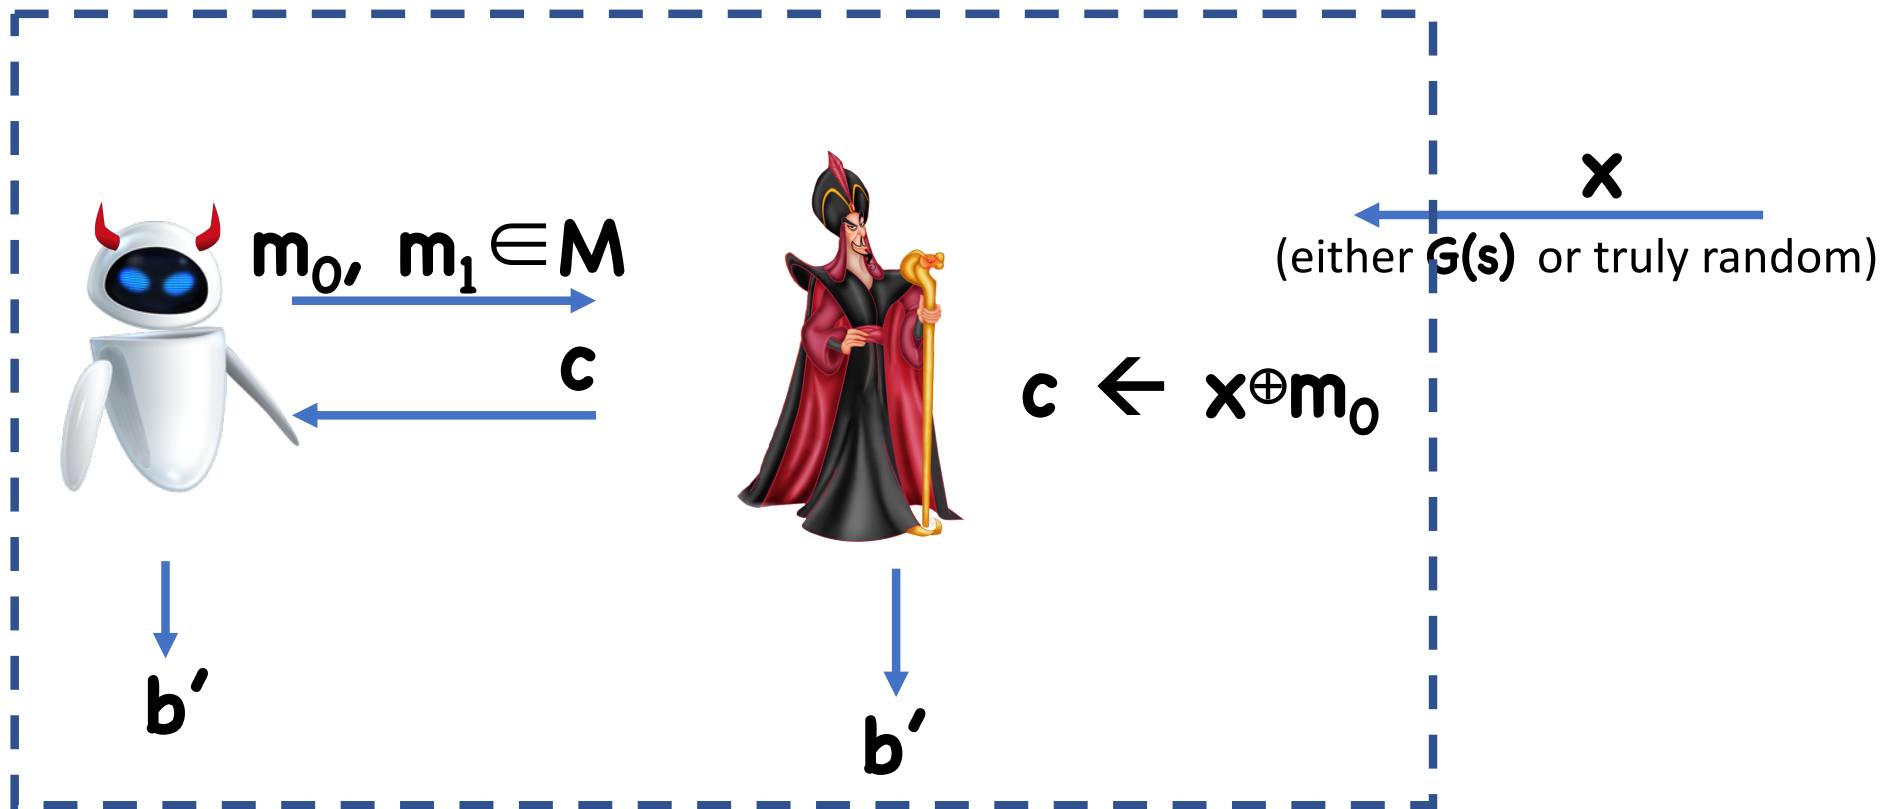 x
m₀, m₁ ∈ M
(either G(s) or truly random)
c
c ← x⊕m₀
b′
b′